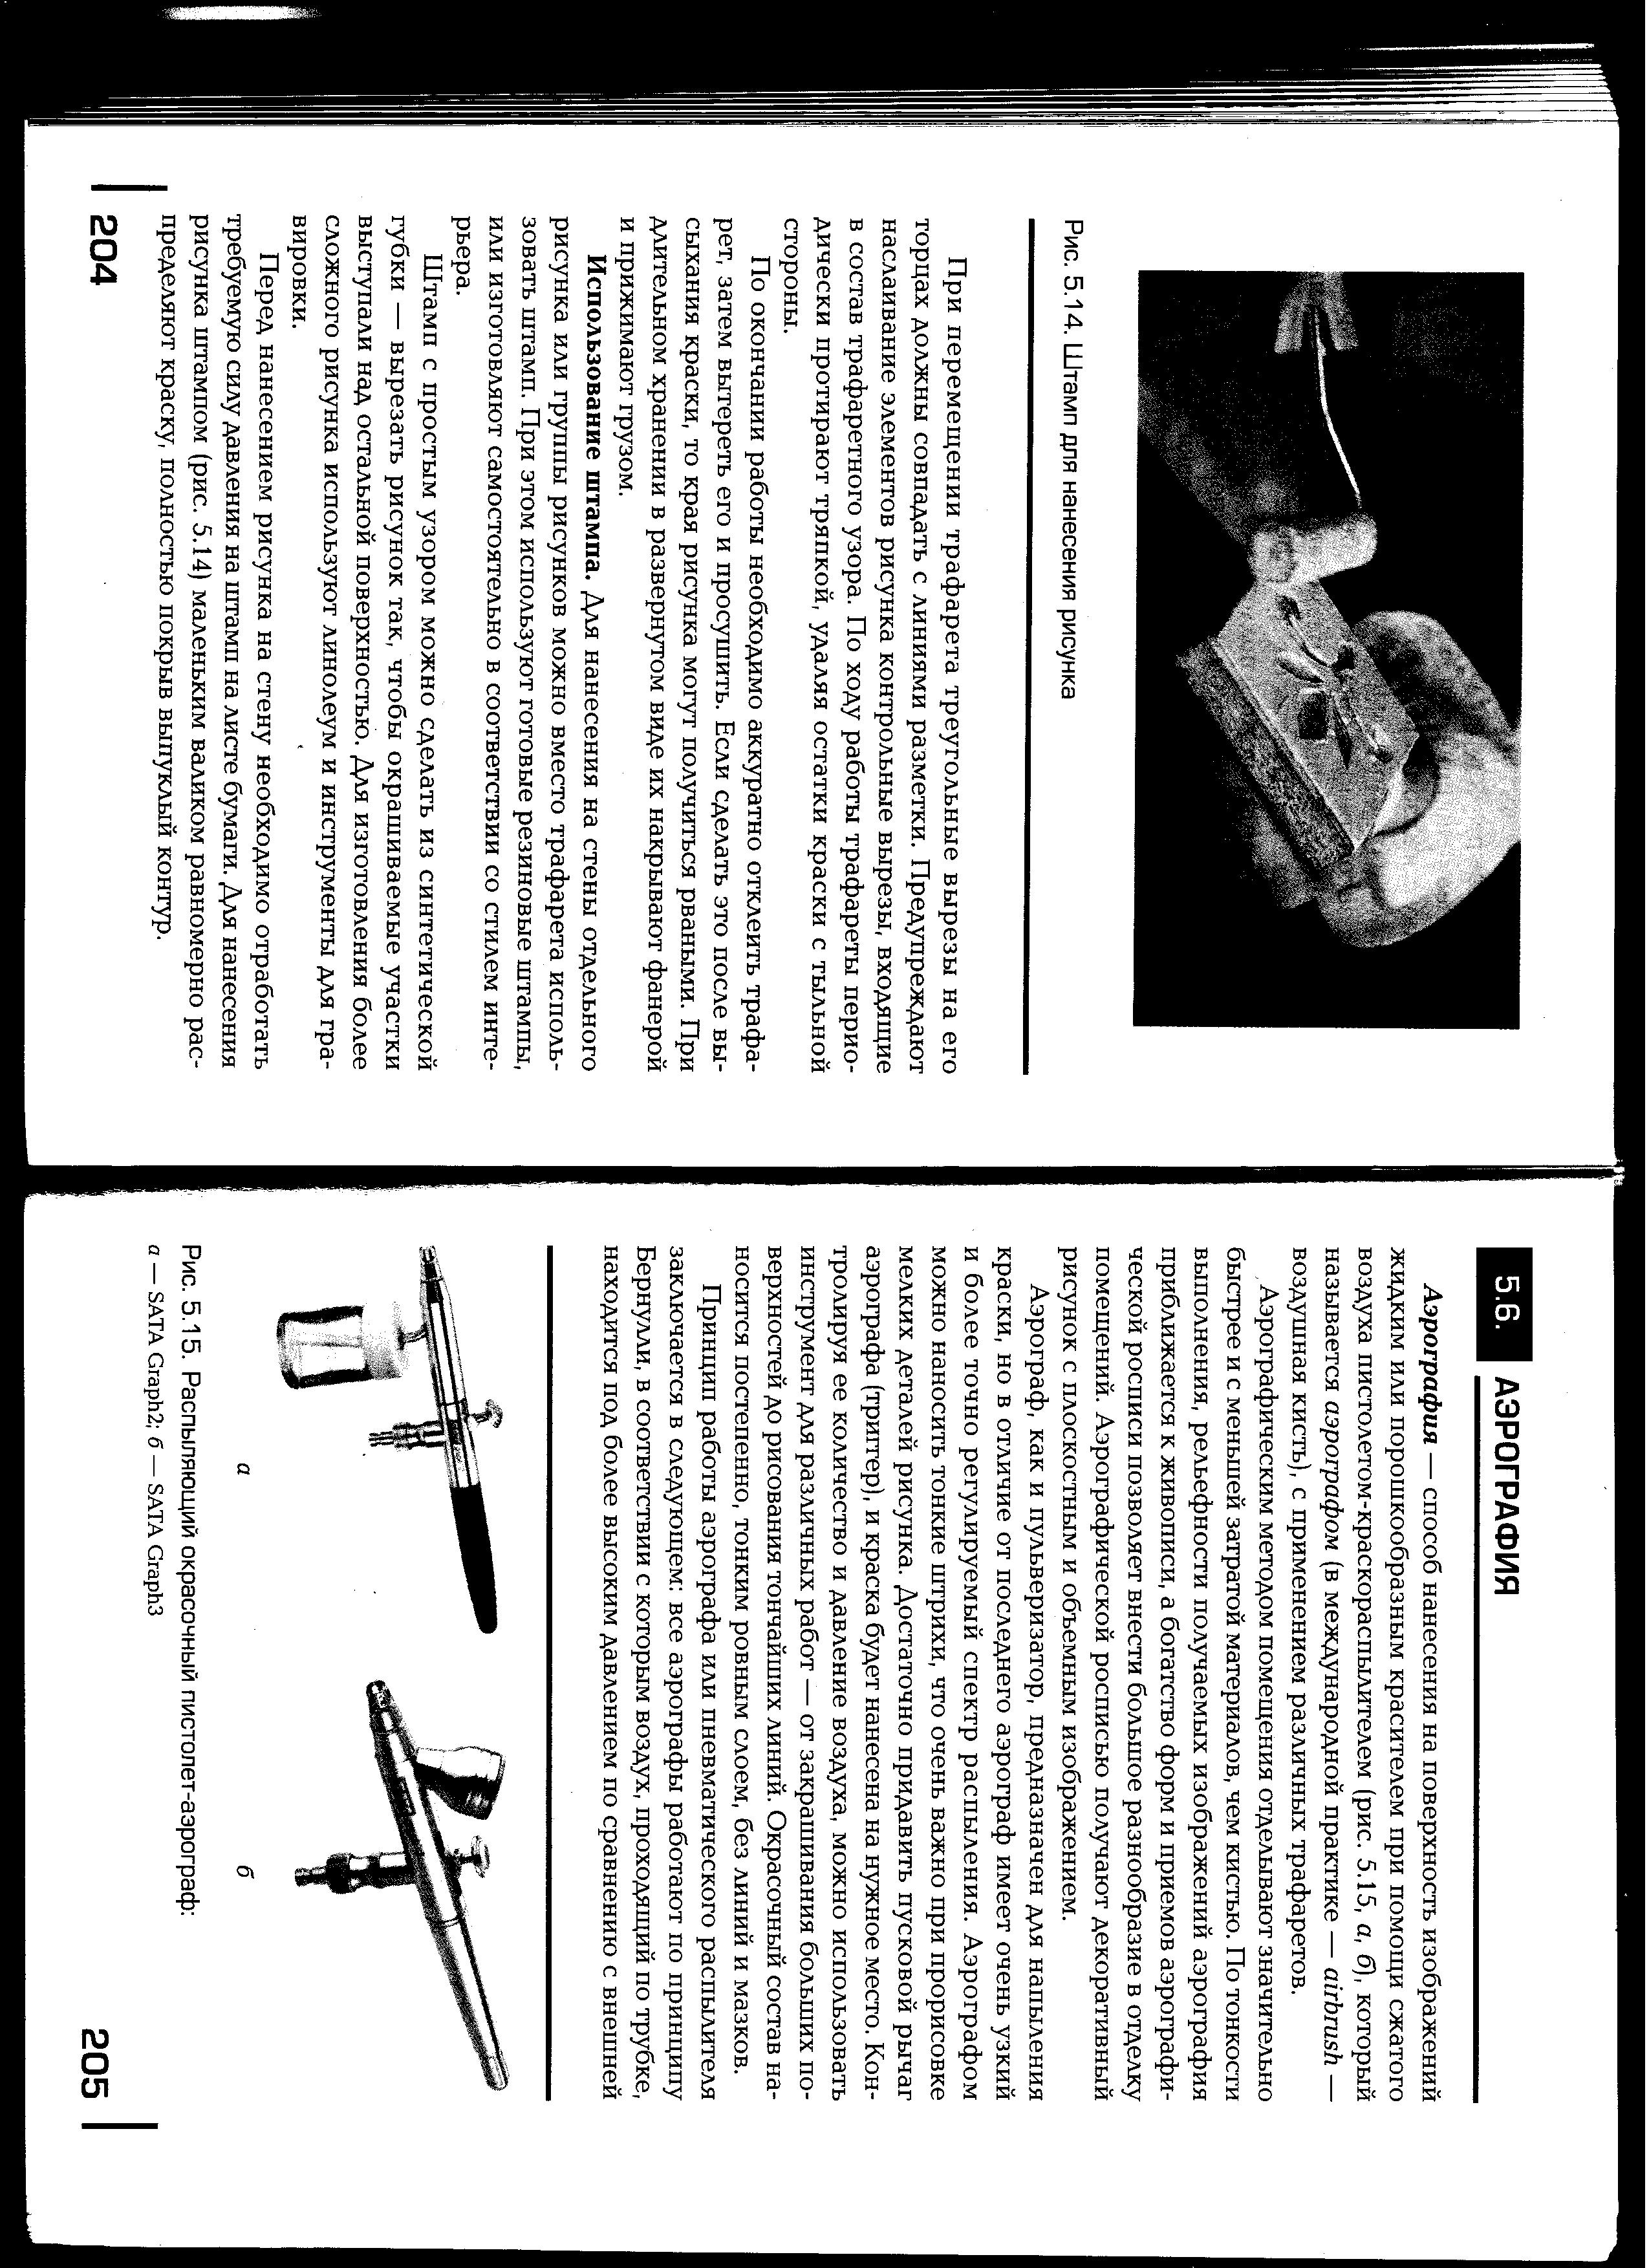 Рис. 5.14. Штамп для нанесения рисунка
При перемещении трафарета треугольные вырезы на его
торцах должны совпадать с линиями разметки. Предупреждают
наслаивание элементов рисунка контрольные вырезы, входящие
в состав трафаретного узора. По ходу работы трафареты перио-
дически протирают тряпкой, удаляя остатки краски с тыльной
стороны.
По окончании работы необходимо аккуратно отклеить трафа-
рет, затем вытереть его и просушить. Если сделать это после вы-
сыхания краски, то края рисунка могут получиться рваными. При
длительном хранении в развернутом виде их накрывают фанерой
и прижимают грузом.
Использование штампа. Для нанесения на стены отдельного
рисунка или группы рисунков можно вместо трафарета исполь-
зовать штамп. При этом используют готовые резиновые штампы,
или изготовляют самостоятельно в соответствии со стилем инте-
рьера.
Штамп с простым узором можно сделать из синтетической
губки — вырезать рисунок так, чтобы окрашиваемые участки
выступали над остальной поверхностью. Для изготовления более
сложного рисунка используют линолеум и инструменты для гра-
вировки.
Перед нанесением рисунка на стену необходимо отработать
требуемую силу давления на штамп на листе бумаги. Для нанесения
рисунка штампом (рис. 5.14) маленьким валиком равномерно рас-
пределяют краску, полностью покрыв выпуклый контур.
204
5.6. АЭРОГРАФИЯ
Аэрография — способ нанесения на поверхность изображений
жидким или порошкообразным красителем при помощи сжатого
воздуха пистолетом-краскораспылителем (рис. 5.15, а, б), который
называется аэрографом (в международной практике — airbrush —
воздушная кисть), с применением различных трафаретов.
Аэрографическим методом помещения отделывают значительно
быстрее и с меньшей затратой материалов, чем кистью. По тонкости
выполнения, рельефности получаемых изображений аэрография
приближается к живописи, а богатство форм и приемов аэрографи-
ческой росписи позволяет внести большое разнообразие в отделку
помещений. Аэрографической росписью получают декоративный
рисунок с плоскостным и объемным изображением.
Аэрограф, как и пульверизатор, предназначен для напыления
краски, но в отличие от последнего аэрограф имеет очень узкий
и более точно регулируемый спектр распыления. Аэрографом
можно наносить тонкие штрихи, что очень важно при прорисовке
мелких деталей рисунка. Достаточно придавить пусковой рычаг
аэрографа (триггер), и краска будет нанесена на нужное место. Кон-
тролируя ее количество и давление воздуха, можно использовать
инструмент для различных работ — от закрашивания больших по-
верхностей до рисования тончайших линий. Окрасочный состав на-
носится постепенно, тонким ровным слоем, без линий и мазков.
Принцип работы аэрографа или пневматического распылителя
заключается в следующем: все аэрографы работают по принципу
Бернулли, в соответствии с которым воздух, проходящий по трубке,
находится под более высоким давлением по сравнению с внешней
а
б
Рис. 5.15. Распыляющий окрасочный пистолет-аэрограф:
а — SATA Graph2; б — SATA Graph3
205